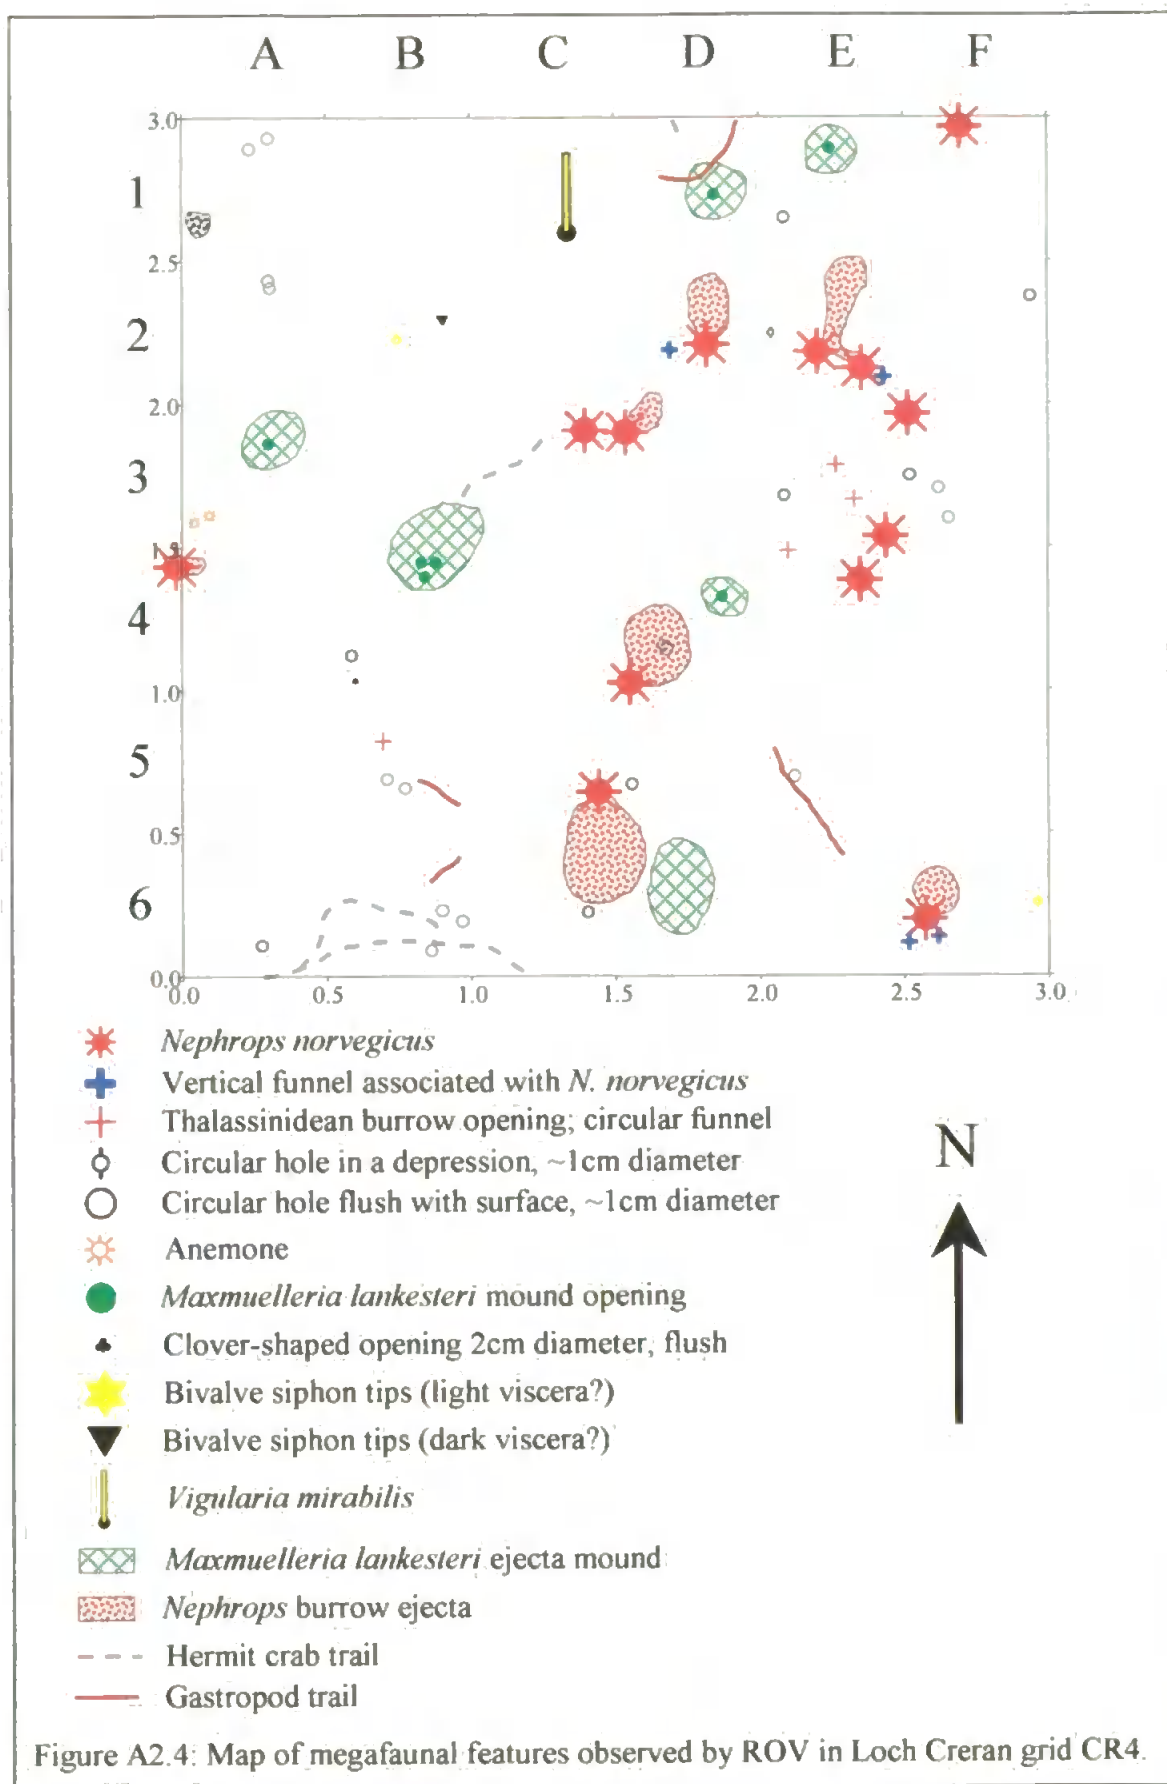 A B C D E F
3.0
1
2.5
2
2.0
3
4
1.0
5
0.5
6
0.0
0.0 0.5 1.0 1.5 2.0 2.5 3.0
Nephrops norvegicus
Vertical funnel associated with N. norvegicus
Thalassinidean burrow opening; circular funnel
Circular hole in a depression, ~1cm diameter
N
Circular hole flush with surface, ~1cm diameter
Anemone
Maxmuelleria lankesteri mound opening
Clover-shaped opening 2cm diameter, flush
Bivalve siphon tips (light viscera?)
Bivalve siphon tips (dark viscera?)
Vigularia mirabilis
Maxmuelleria lankesteri ejecta mound
Nephrops burrow ejecta
Hermit crab trail
Gastropod trail
Figure A2.4: Map of megafaunal features observed by ROV in Loch Creran grid CR4.